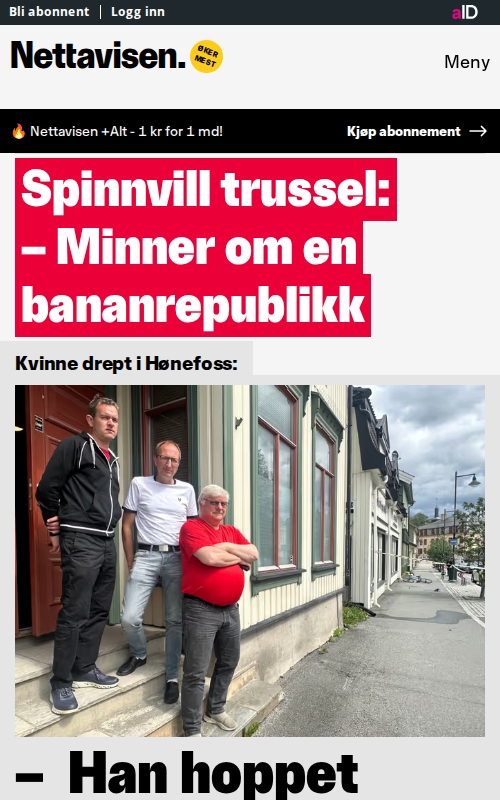 Bli abonnent | Logg inn
aID
Nettavisen.
ØKER
MEST
Meny
🔥 Nettavisen +Alt - 1 kr for 1 md!
Kjøp abonnement →
Spinnvill trussel:
– Minner om en
bananrepublikk
Kvinne drept i Hønefoss:
– Han hoppet